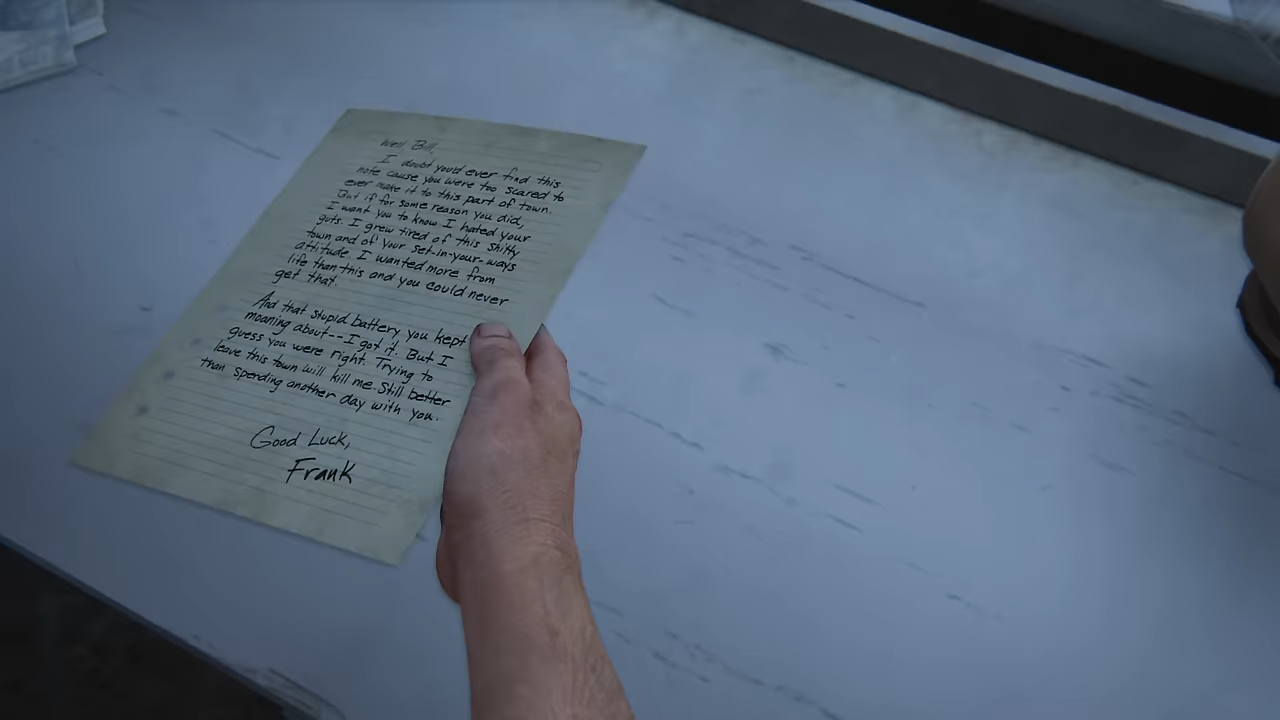 Well, Bill,
I doubt you'd ever find this
note cause you were too scared to
ever make it to this part of town.
But if for some reason you did,
I want you to know I hated your
guts. I grew tired of this shitty
town and of your set-in-your-ways
attitude. I wanted more from
life than this and you could never
get that.
And that stupid battery you kept
moaning about--I got it. But I
guess you were right. Trying to
leave this town will kill me. Still better
than spending another day with you.
Good Luck,
Frank